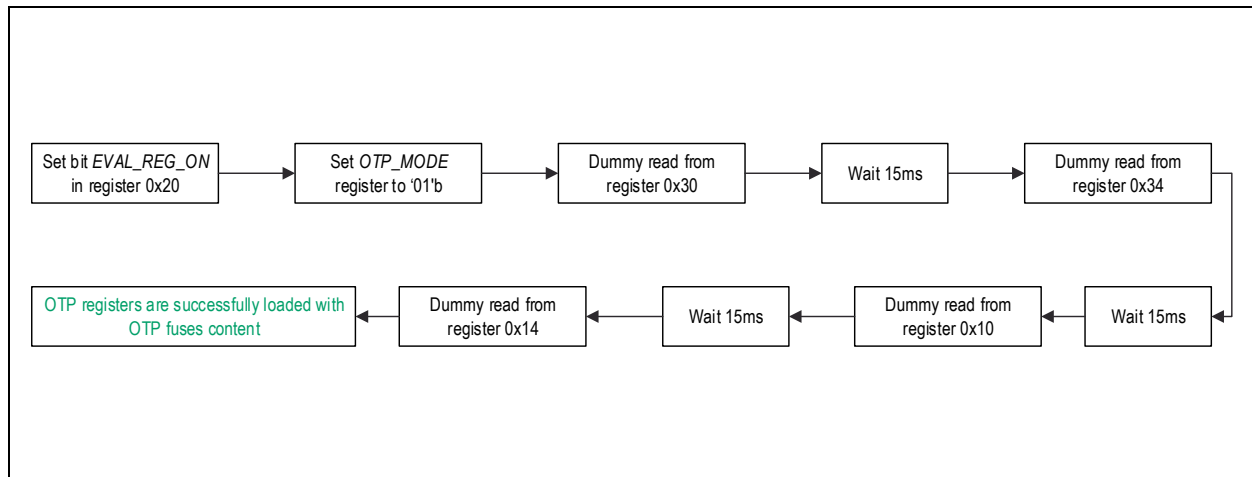 Set bit EVAL_REG_ON
in register 0x20
Set OTP_MODE
register to ‘01'b
Dummy read from
register 0x30
Wait 15ms
Dummy read from
register 0x34
Wait 15ms
Dummy read from
register 0x10
Wait 15ms
Dummy read from
register 0x14
OTP registers are successfully loaded with
OTP fuses content